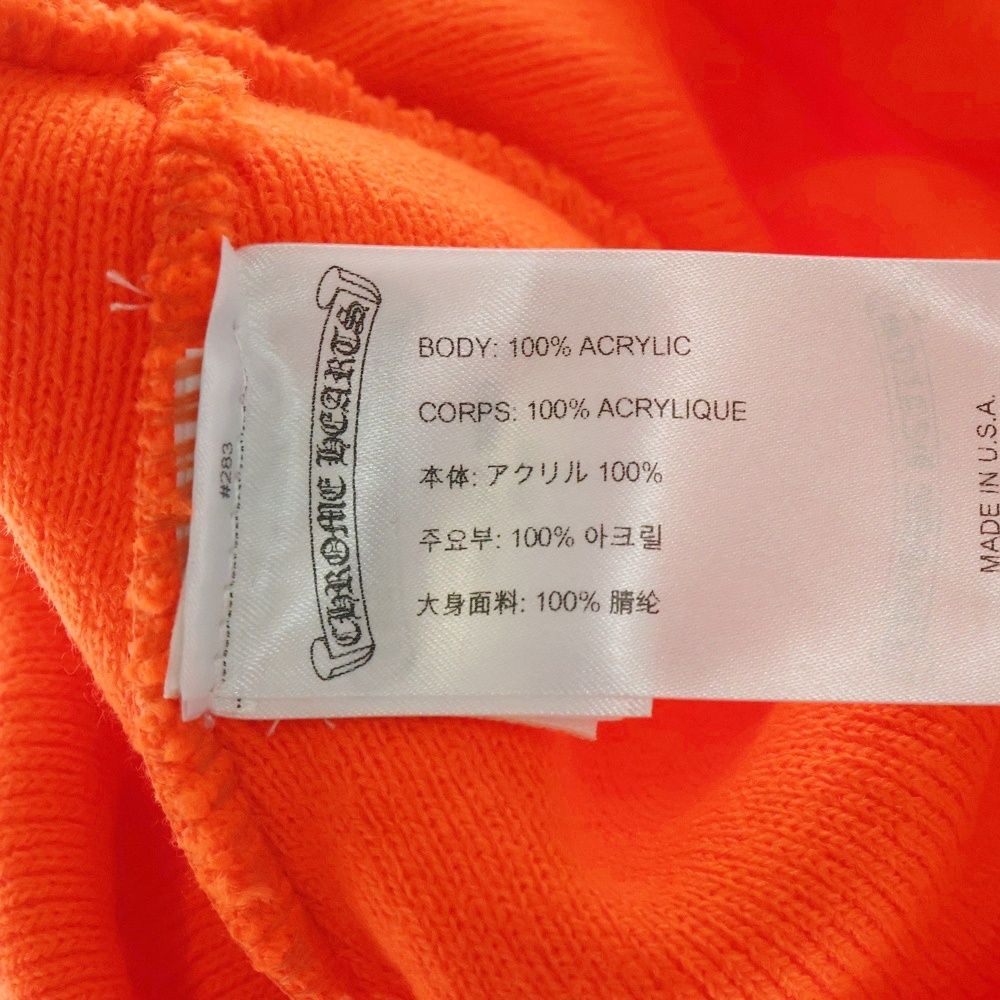 CHROME HEARTS
BODY: 100% ACRYLIC
CORPS: 100% ACRYLIQUE
本体: アクリル 100%
주요부: 100% 아크릴
大身面料: 100% 腈纶
#283
MADE IN U.S.A.